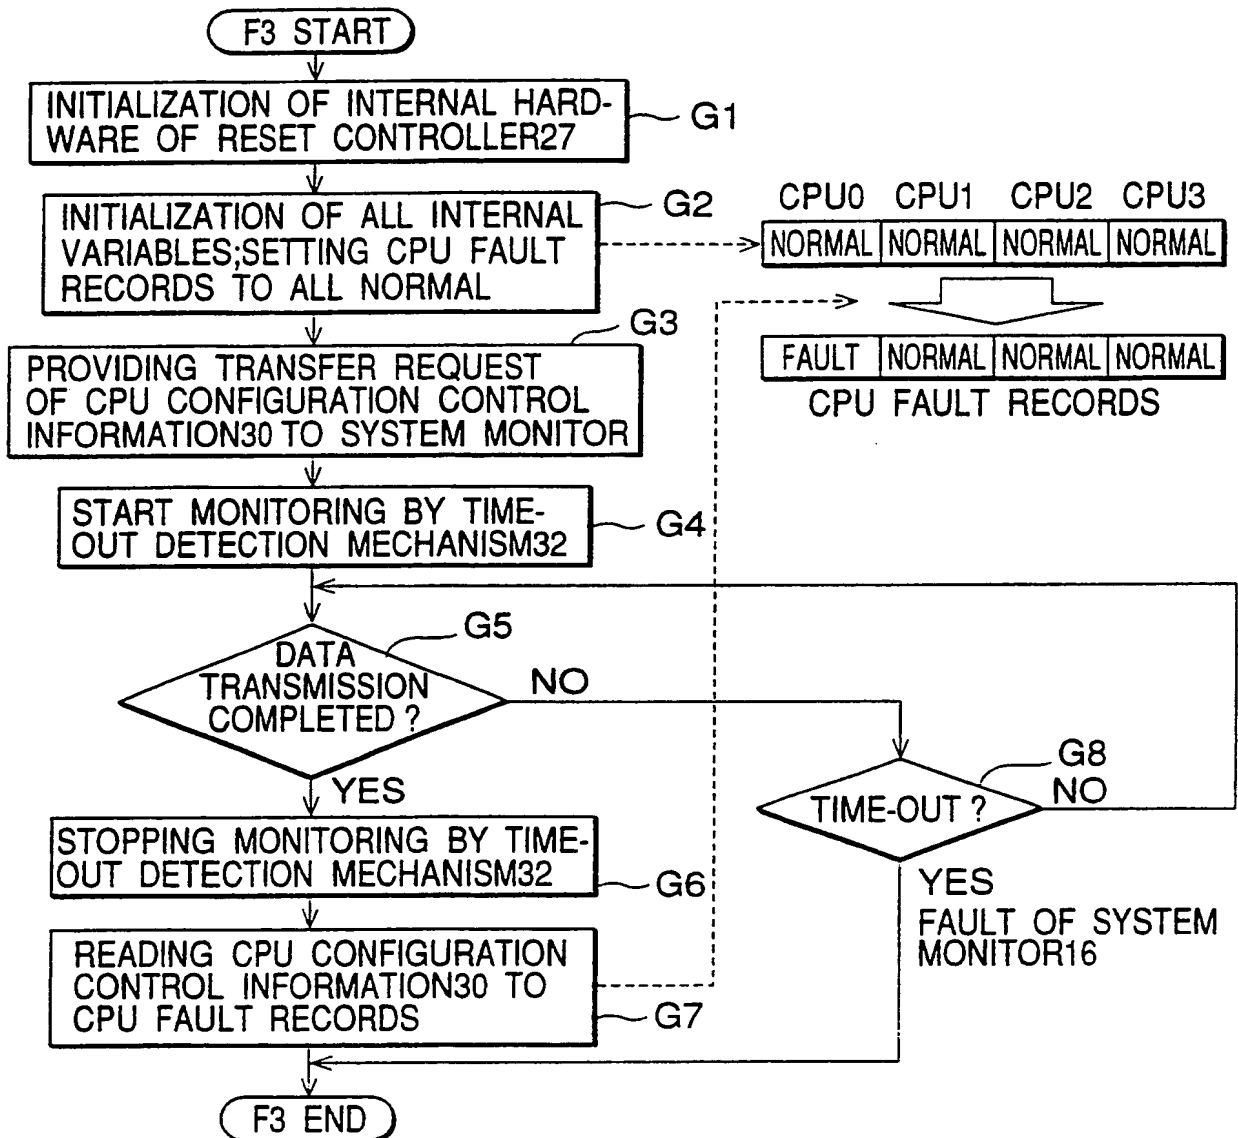 F3 START
INITIALIZATION OF INTERNAL HARD-
WARE OF RESET CONTROLLER27
G1
INITIALIZATION OF ALL INTERNAL
VARIABLES;SETTING CPU FAULT
RECORDS TO ALL NORMAL
G2
CPU0 CPU1 CPU2 CPU3
NORMAL NORMAL NORMAL NORMAL
FAULT NORMAL NORMAL NORMAL
CPU FAULT RECORDS
G3
PROVIDING TRANSFER REQUEST
OF CPU CONFIGURATION CONTROL
INFORMATION30 TO SYSTEM MONITOR
START MONITORING BY TIME-
OUT DETECTION MECHANISM32
G4
G5
DATA
TRANSMISSION
COMPLETED ?
NO
YES
G8
TIME-OUT ?
NO
YES
FAULT OF SYSTEM
MONITOR16
STOPPING MONITORING BY TIME-
OUT DETECTION MECHANISM32
G6
READING CPU CONFIGURATION
CONTROL INFORMATION30 TO
CPU FAULT RECORDS
G7
F3 END